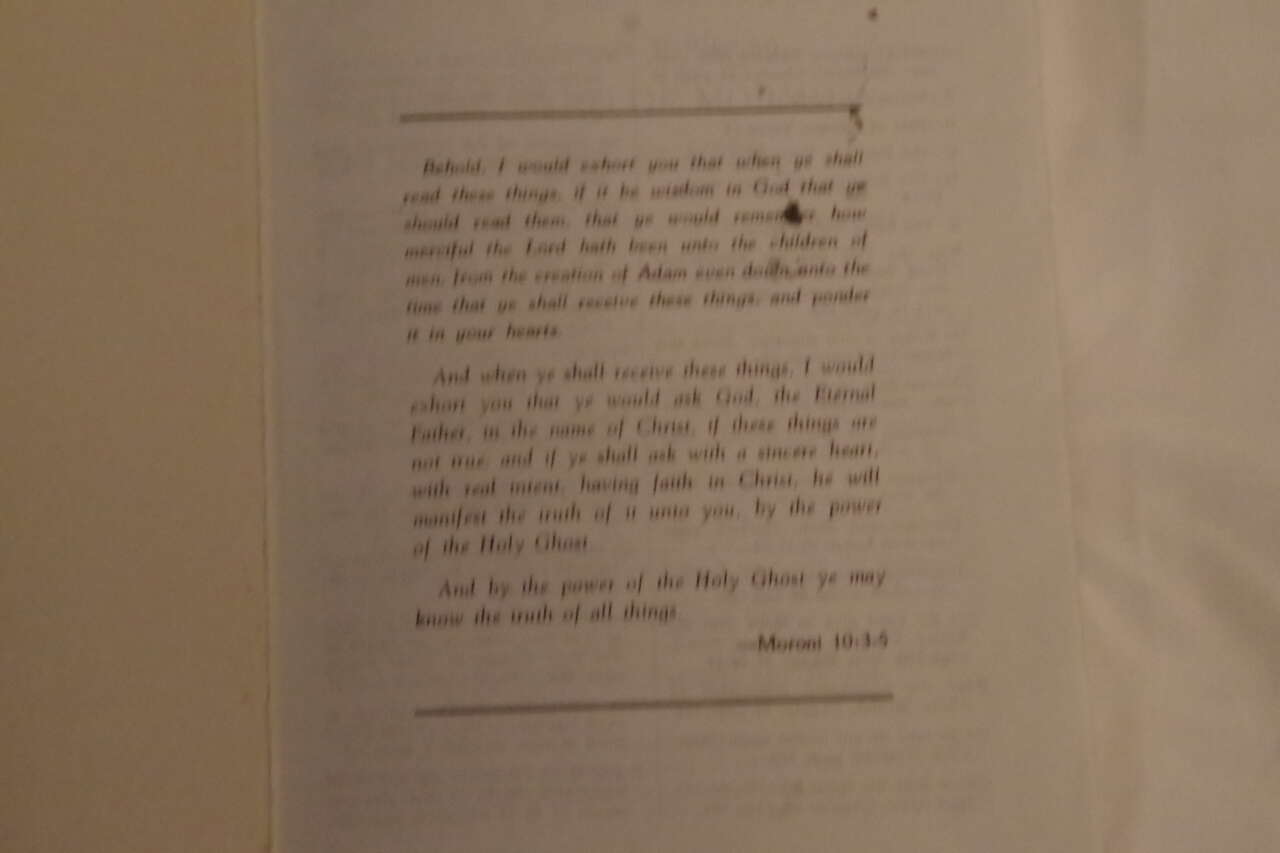 Behold, I would exhort you that when ye shall
read these things, if it be wisdom in God that ye
should read them, that ye would remember how
merciful the Lord hath been unto the children of
men, from the creation of Adam even down unto the
time that ye shall receive these things, and ponder
it in your hearts.
And when ye shall receive these things, I would
exhort you that ye would ask God, the Eternal
Father, in the name of Christ, if these things are
not true; and if ye shall ask with a sincere heart,
with real intent, having faith in Christ, he will
manifest the truth of it unto you, by the power
of the Holy Ghost.
And by the power of the Holy Ghost ye may
know the truth of all things.
—Moroni 10:3-5